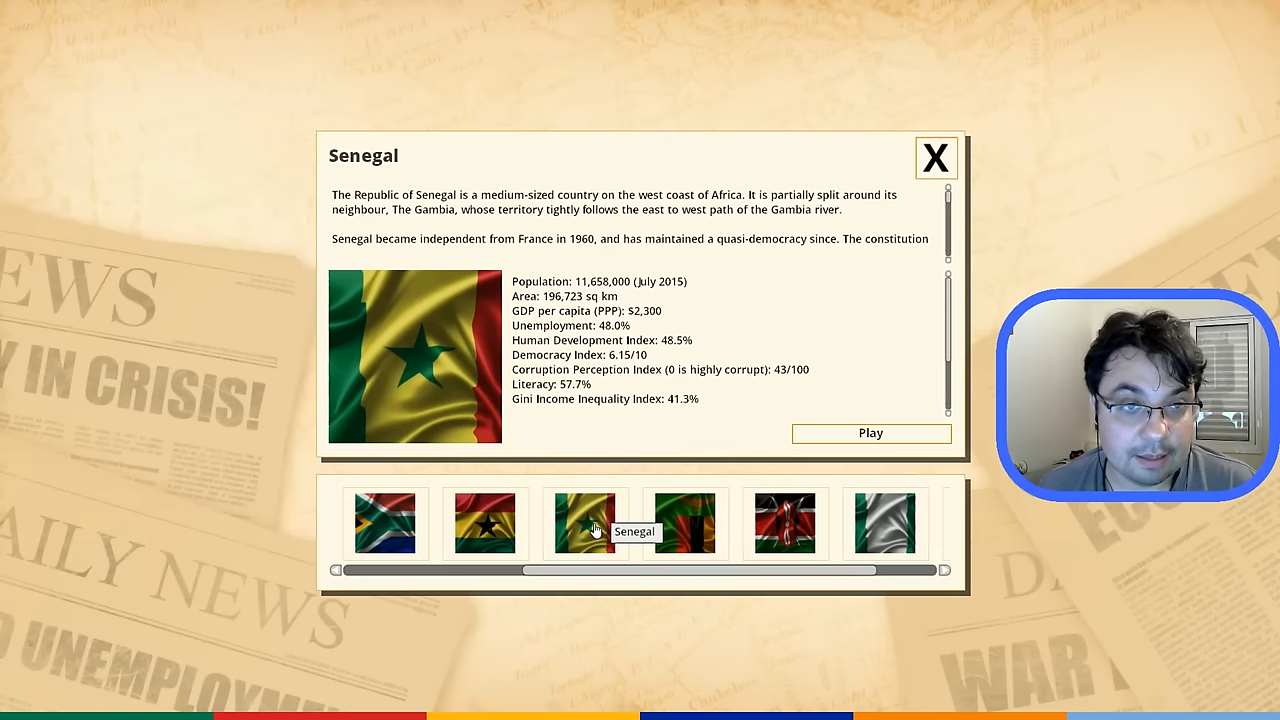 Senegal
X
The Republic of Senegal is a medium-sized country on the west coast of Africa. It is partially split around its
neighbour, The Gambia, whose territory tightly follows the east to west path of the Gambia river.
Senegal became independent from France in 1960, and has maintained a quasi-democracy since. The constitution
Population: 11,658,000 (July 2015)
Area: 196,723 sq km
GDP per capita (PPP): $2,300
Unemployment: 48.0%
Human Development Index: 48.5%
Democracy Index: 6.15/10
Corruption Perception Index (0 is highly corrupt): 43/100
Literacy: 57.7%
Gini Income Inequality Index: 41.3%
Play
Senegal
EWS
Y IN CRISIS!
AILY NEWS
UNEMPLOYM
DA
WAR